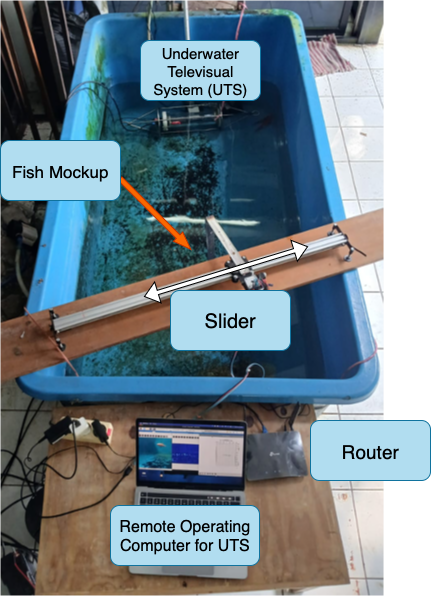 Underwater
Televisual
System (UTS)
Fish Mockup
Slider
Router
Remote Operating
Computer for UTS